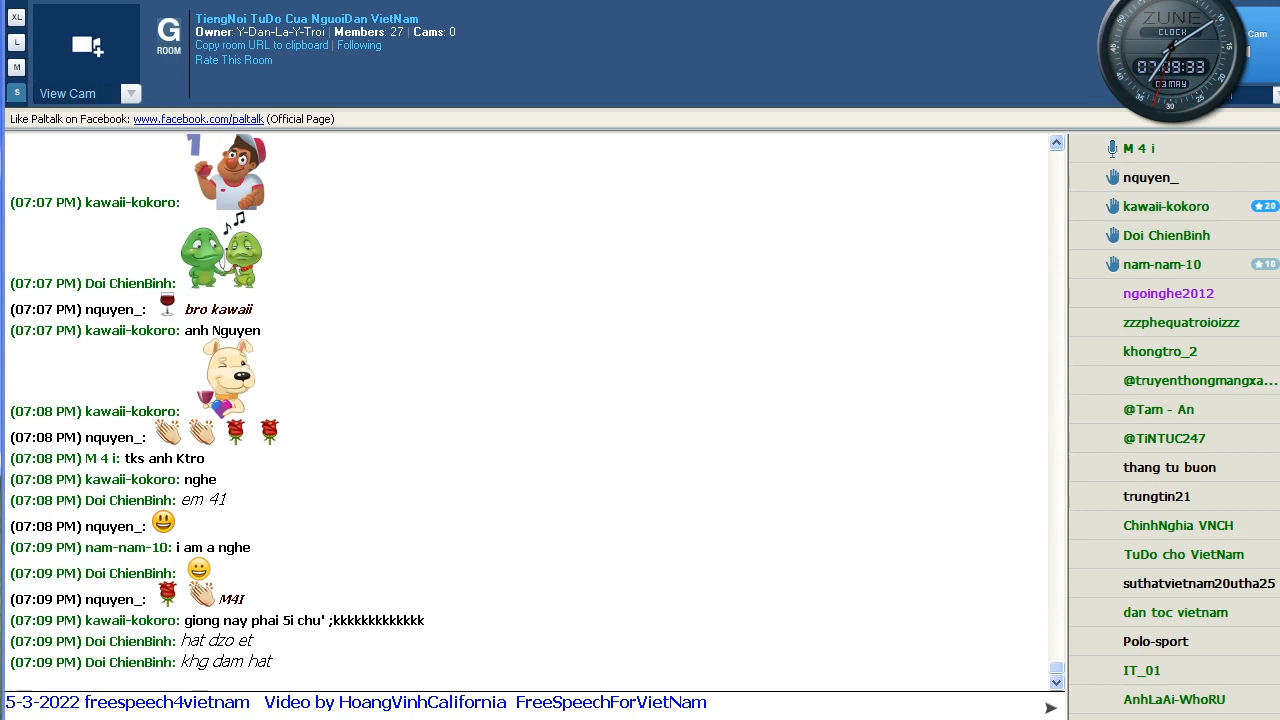 XL
L
M
S
View Cam
G
ROOM
TiengNoi TuDo Cua NguoiDan VietNam
Owner: Y-Dan-La-Y-Troi | Members: 27 | Cams: 0
Copy room URL to clipboard | Following
Rate This Room
ZUNE
CLOCK
07:09:33
03 MAY
Cam
Like Paltalk on Facebook: www.facebook.com/paltalk (Official Page)
(07:07 PM) kawaii-kokoro:
(07:07 PM) Doi ChienBinh:
(07:07 PM) nquyen_: bro kawaii
(07:07 PM) kawaii-kokoro: anh Nguyen
(07:08 PM) kawaii-kokoro:
(07:08 PM) nquyen_:
(07:08 PM) M 4 i: tks anh Ktro
(07:08 PM) kawaii-kokoro: nghe
(07:08 PM) Doi ChienBinh: em 41
(07:08 PM) nquyen_:
(07:09 PM) nam-nam-10: i am a nghe
(07:09 PM) Doi ChienBinh:
(07:09 PM) nquyen_: M4I
(07:09 PM) kawaii-kokoro: giong nay phai 5i chu' ;kkkkkkkkkkkkk
(07:09 PM) Doi ChienBinh: hat dzo et
(07:09 PM) Doi ChienBinh: khg dam hat
M 4 i
nquyen_
kawaii-kokoro 20
Doi ChienBinh
nam-nam-10 10
ngoinghe2012
zzzphequatroioizzz
khongtro_2
@truyenthongmangxa...
@Tam - An
@TiNTUC247
thang tu buon
trungtin21
ChinhNghia VNCH
TuDo cho VietNam
suthatvietnam20utha25
dan toc vietnam
Polo-sport
IT_01
AnhLaAi-WhoRU
5-3-2022 freespeech4vietnam Video by HoangVinhCalifornia FreeSpeechForVietNam